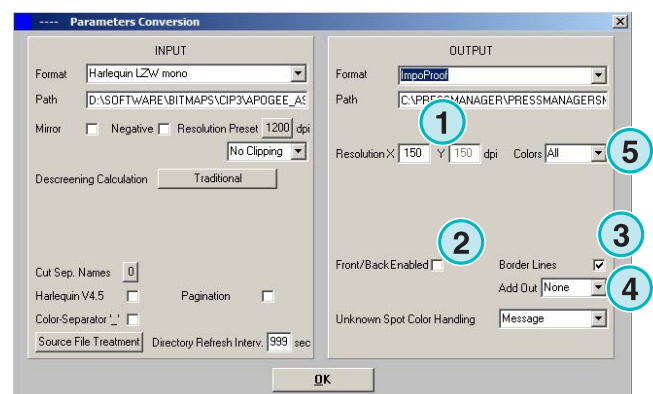 ---- Parameters Conversion
INPUT
Format Harlequin LZW mono
Path D:\SOFTWARE\BITMAPS\CIP3\APOGEE_AS
Mirror Negative Resolution Preset 1200 dpi
No Clipping
Descreening Calculation Traditional
Cut Sep. Names 0
Harlequin V4.5 Pagination
Color-Separator '_'
Source File Treatment Directory Refresh Interv. 999 sec
OUTPUT
Format ImpoProof
Path C:\PRESSMANAGER\PRESSMANAGERSN
1
Resolution X 150 Y 150 dpi Colors All 5
2 3
Front/Back Enabled Border Lines
Add Out None 4
Unknown Spot Color Handling Message
OK